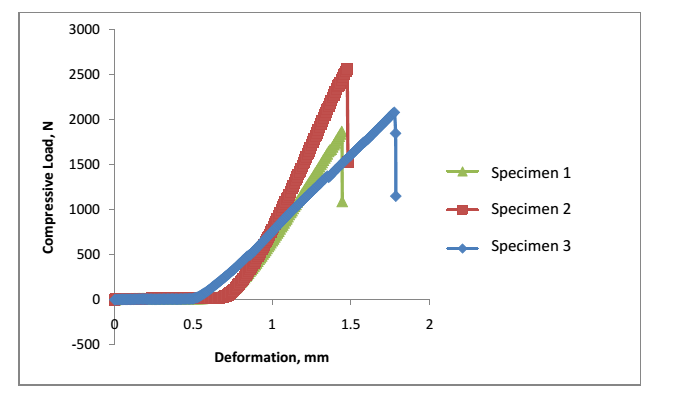 3000
2500
2000
1500
1000
500
0
-500
0
0.5
1
1.5
2
Compressive Load, N
Deformation, mm
Specimen 1
Specimen 2
Specimen 3